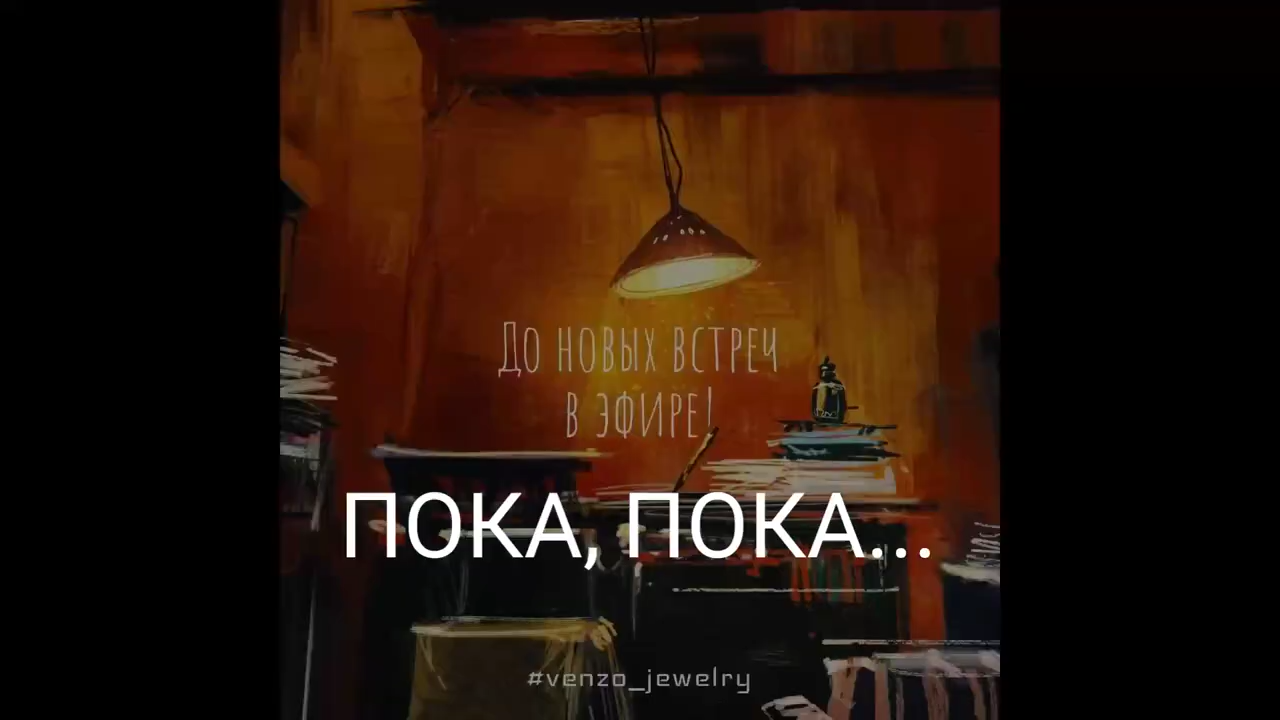 До новых встреч
в эфире!
ПОКА, ПОКА...
#venzo_jewelry